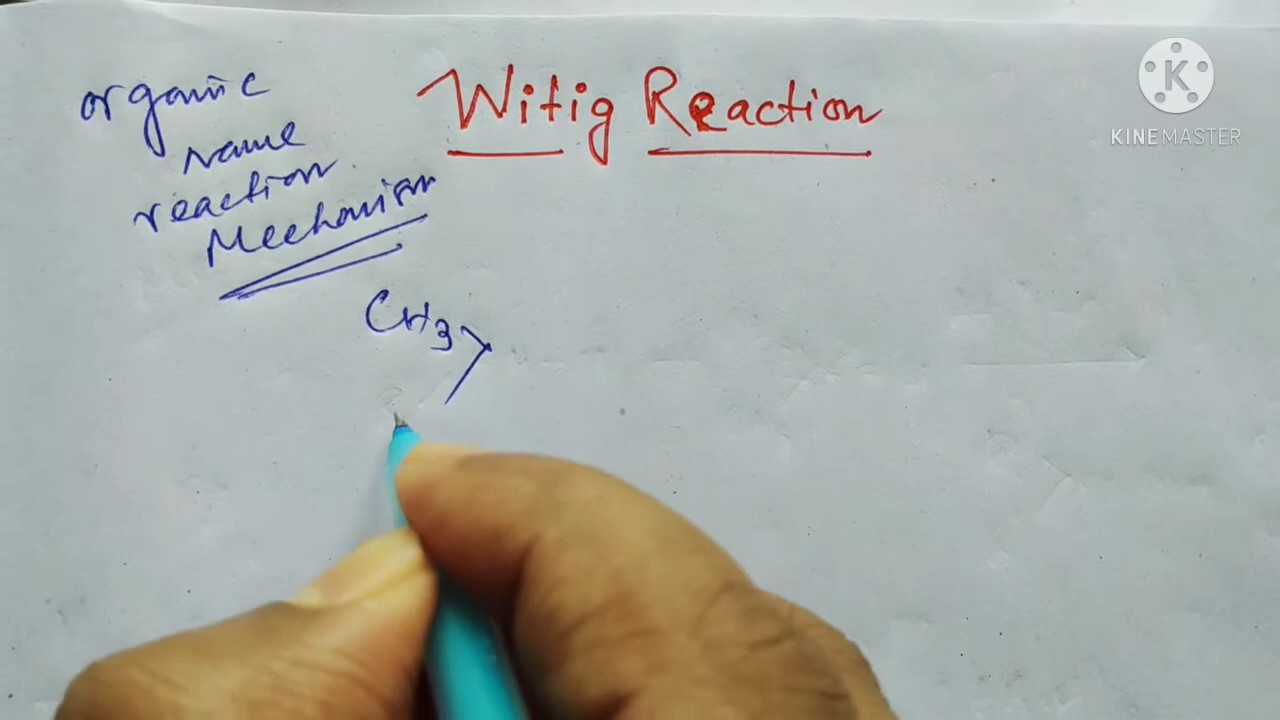 organic
name
reaction
Mechanism
Witig Reaction
CH3
K
KINEMASTER